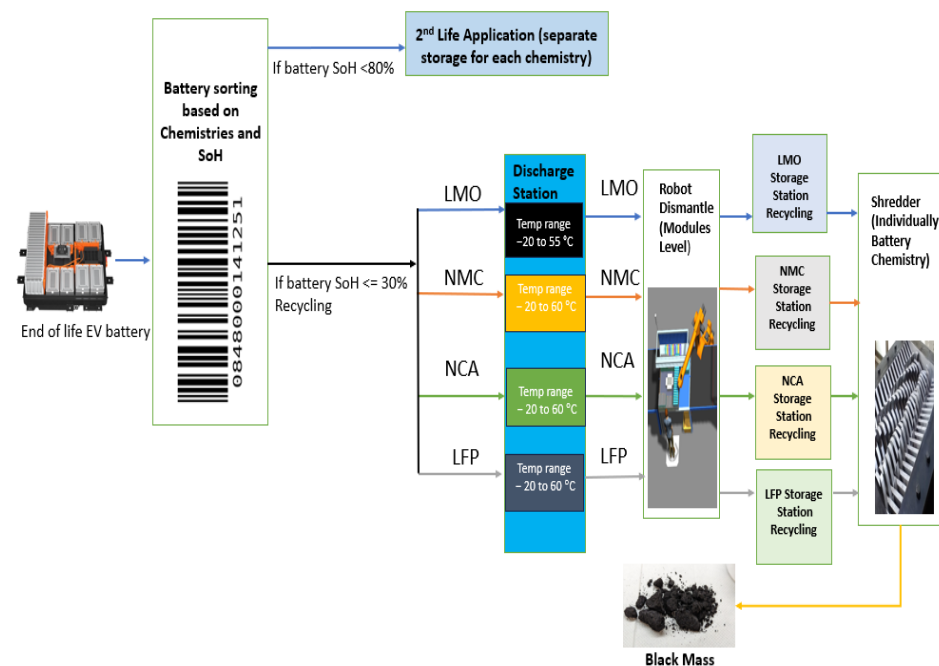 2nd Life Application (separate
storage for each chemistry)
If battery SoH <80%
Battery sorting
based on
Chemistries and
SoH
0848000141251
End of life EV battery
If battery SoH <= 30%
Recycling
LMO
NMC
NCA
LFP
Discharge
Station
Temp range
−20 to 55 °C
Temp range
− 20 to 60 °C
Temp range
− 20 to 60 °C
Temp range
− 20 to 60 °C
LMO
NMC
NCA
LFP
Robot
Dismantle
(Modules
Level)
LMO
Storage
Station
Recycling
NMC
Storage
Station
Recycling
NCA
Storage
Station
Recycling
LFP Storage
Station
Recycling
Shredder
(Individually
Battery
Chemistry)
Black Mass